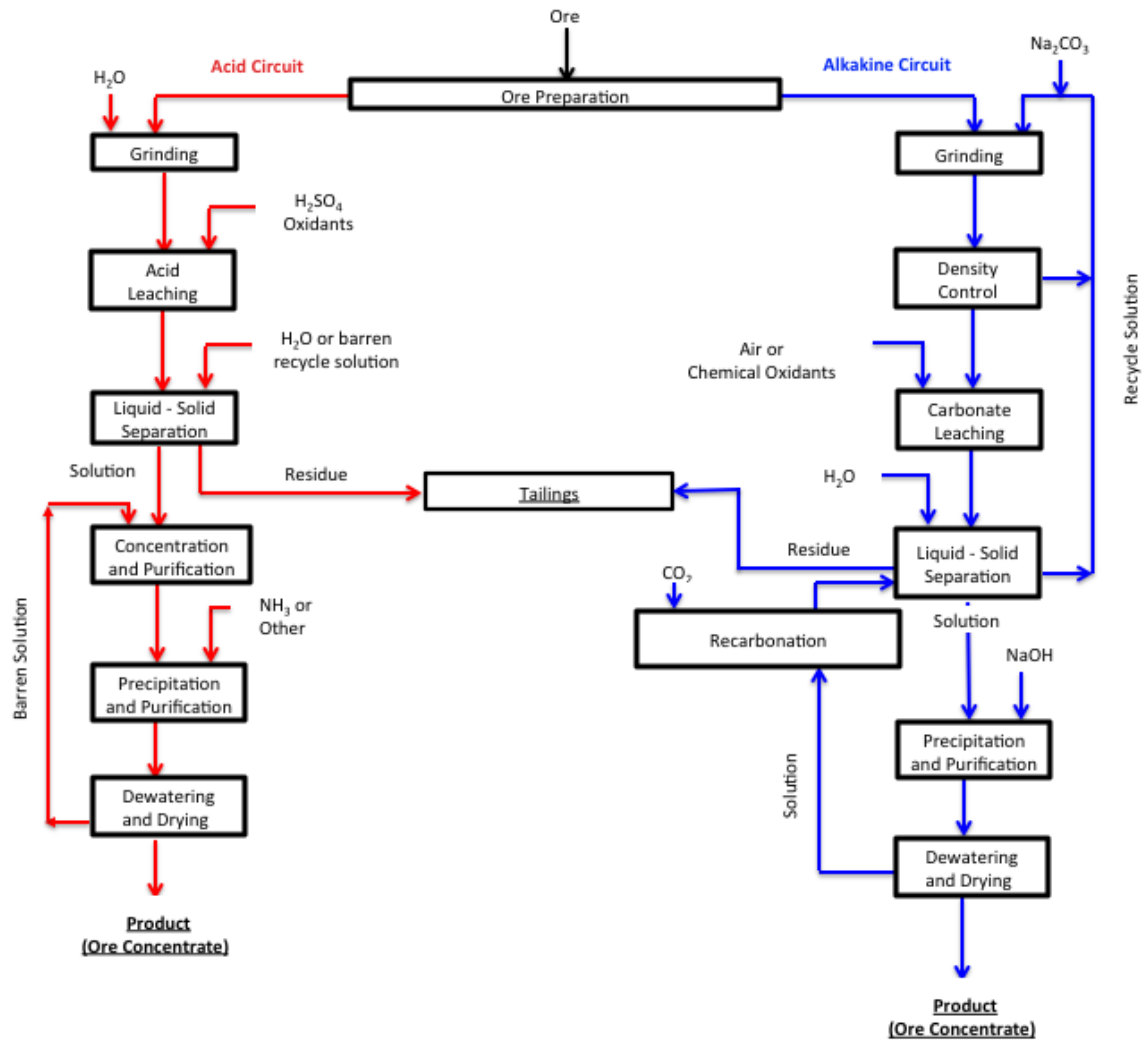 Ore
Na₂CO₃
Acid Circuit
Alkakine Circuit
H₂O
Ore Preparation
Grinding
Grinding
H₂SO₄
Oxidants
Acid
Leaching
Density
Control
Recycle Solution
H₂O or barren
recycle solution
Air or
Chemical Oxidants
Liquid - Solid
Separation
Carbonate
Leaching
Solution
Residue
Tailings
H₂O
Concentration
and Purification
Residue
Liquid - Solid
Separation
CO₂
NH₃ or
Other
Recarbonation
Solution
NaOH
Barren Solution
Precipitation
and Purification
Precipitation
and Purification
Solution
Dewatering
and Drying
Dewatering
and Drying
Product
(Ore Concentrate)
Product
(Ore Concentrate)